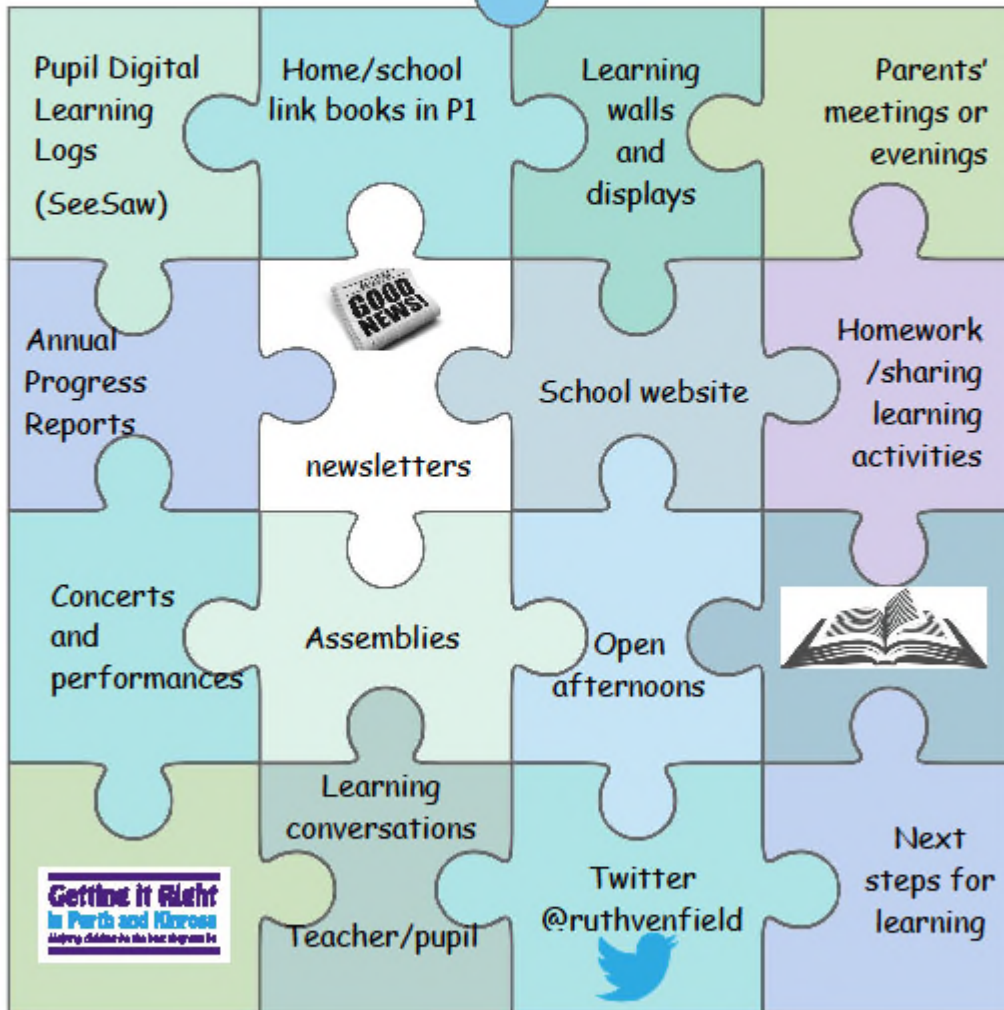 Pupil Digital
Learning
Logs
(SeeSaw)
Home/school
link books in P1
Learning
walls
and
displays
Parents'
meetings or
evenings
Annual
Progress
Reports
GOOD
NEWS!
newsletters
School website
Homework
/sharing
learning
activities
Concerts
and
performances
Assemblies
Open
afternoons
Getting it Right
in Perth and Kinross
Learning
conversations
Teacher/pupil
Twitter
@ruthvenfield
Next
steps for
learning